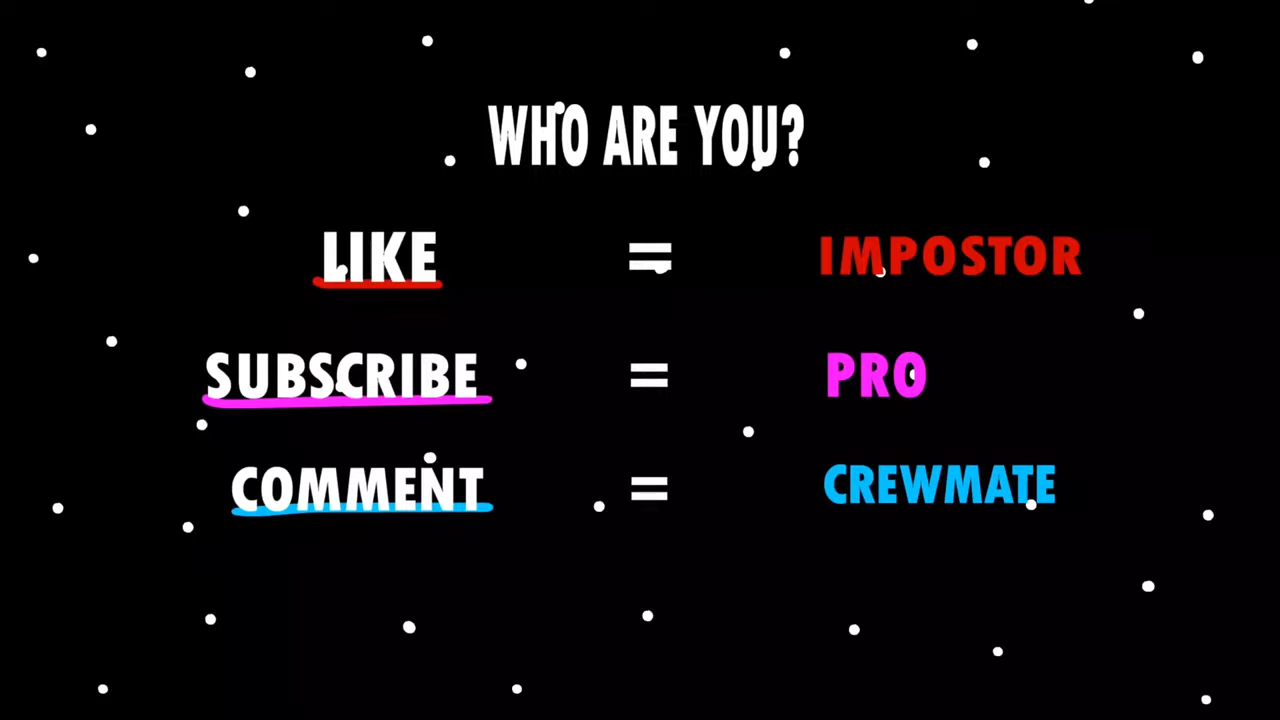 WHO ARE YOU?
LIKE = IMPOSTOR
SUBSCRIBE = PRO
COMMENT = CREWMATE